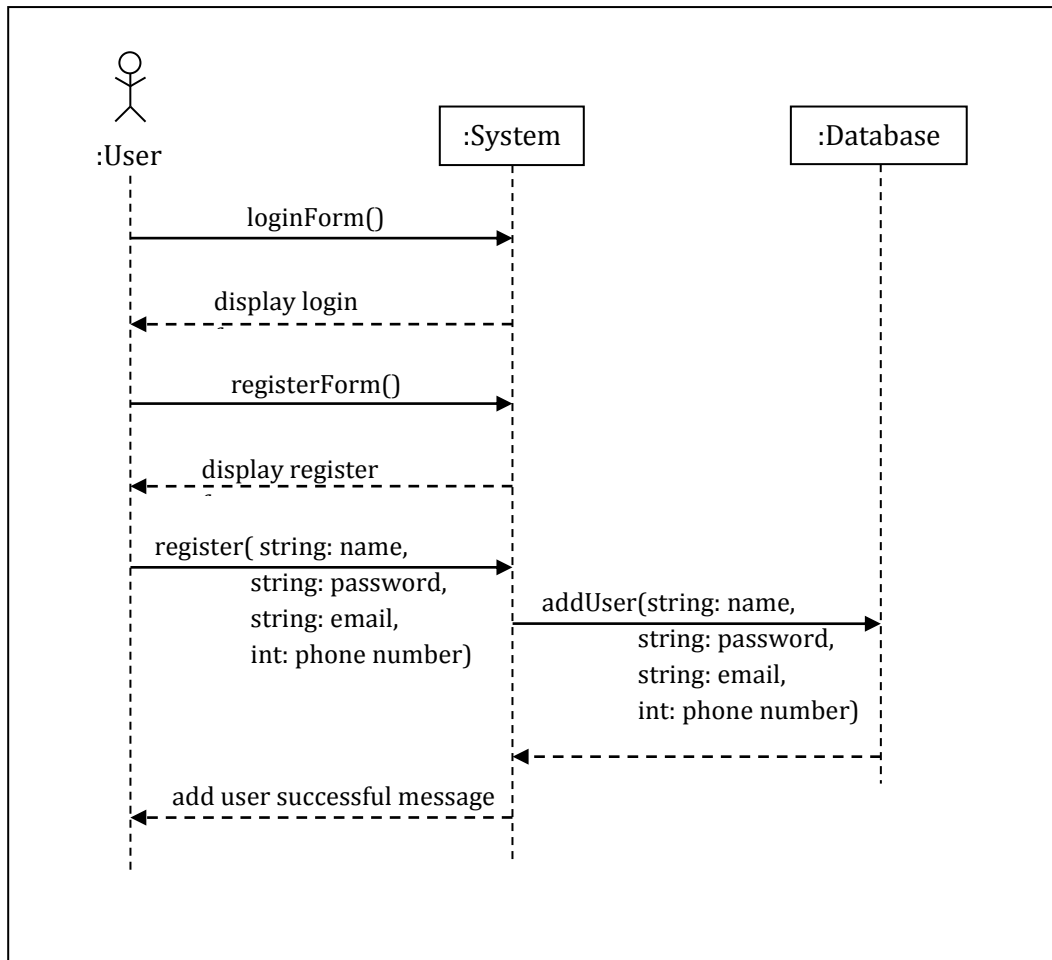 :User
:System
:Database
loginForm()
display login
registerForm()
display register
register( string: name,
string: password,
string: email,
int: phone number)
addUser(string: name,
string: password,
string: email,
int: phone number)
add user successful message